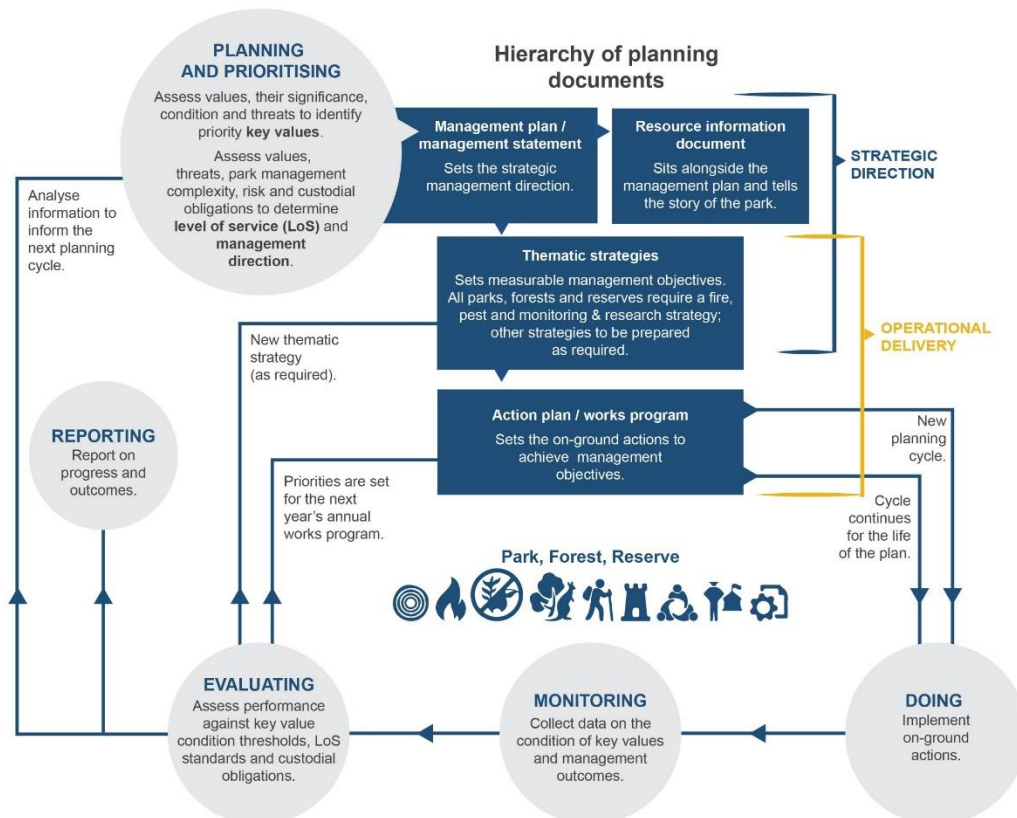 PLANNING
AND PRIORITISING
Assess values, their significance,
condition and threats to identify
priority key values.
Assess values,
threats, park management
complexity, risk and custodial
obligations to determine
level of service (LoS) and
management
direction.
Hierarchy of planning
documents
Management plan /
management statement
Sets the strategic
management direction.
Resource information
document
Sits alongside the
management plan and tells
the story of the park.
STRATEGIC
DIRECTION
Analyse
information to
inform the
next planning
cycle.
Thematic strategies
Sets measurable management objectives.
All parks, forests and reserves require a fire,
pest and monitoring & research strategy;
other strategies to be prepared
as required.
OPERATIONAL
DELIVERY
New thematic
strategy
(as required).
Action plan / works program
Sets the on-ground actions to
achieve management
objectives.
New
planning
cycle.
REPORTING
Report on
progress and
outcomes.
Priorities are set
for the next
year's annual
works program.
Cycle
continues
for the life
of the plan.
Park, Forest, Reserve
EVALUATING
Assess performance
against key value
condition thresholds, LoS
standards and custodial
obligations.
MONITORING
Collect data on the
condition of key values
and management
outcomes.
DOING
Implement
on-ground
actions.